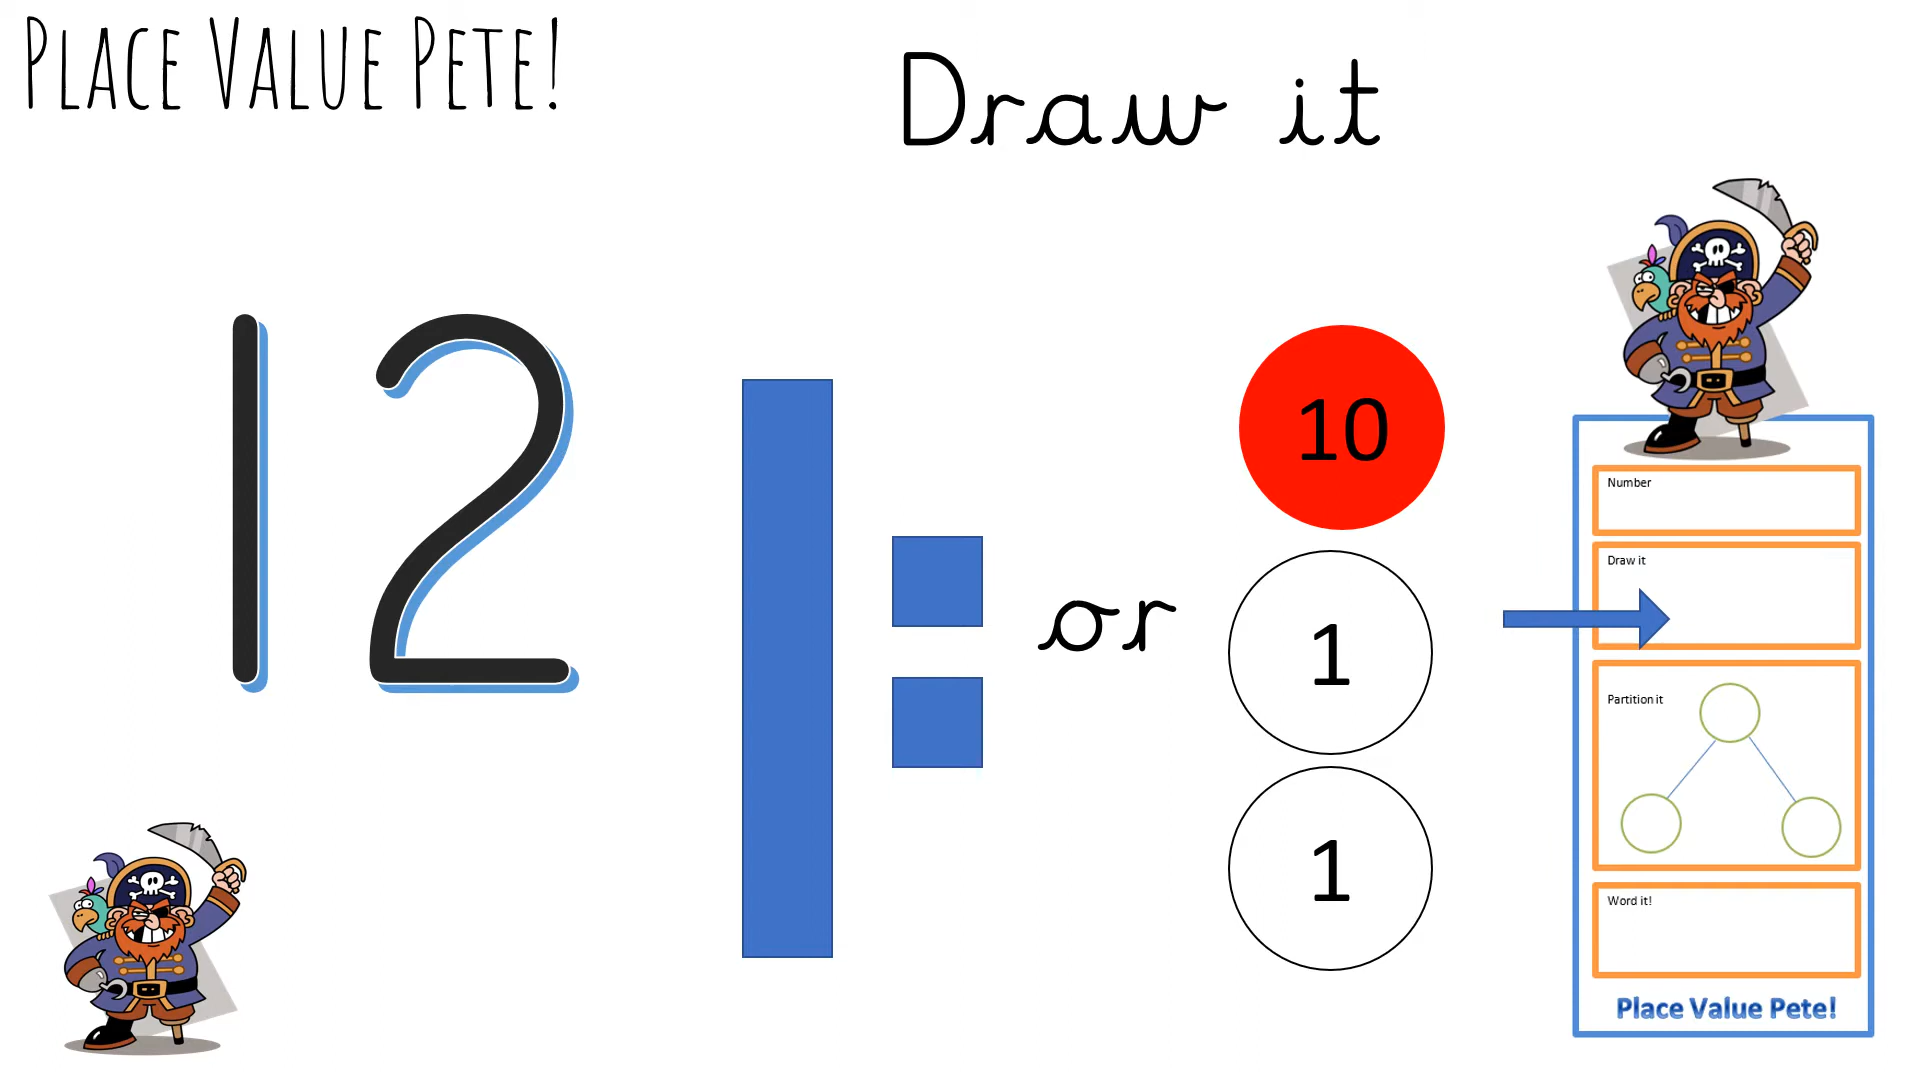 PLACE VALUE PETE!
Draw it
12
10
or
1
1
Number
Draw it
Partition it
Word it!
Place Value Pete!